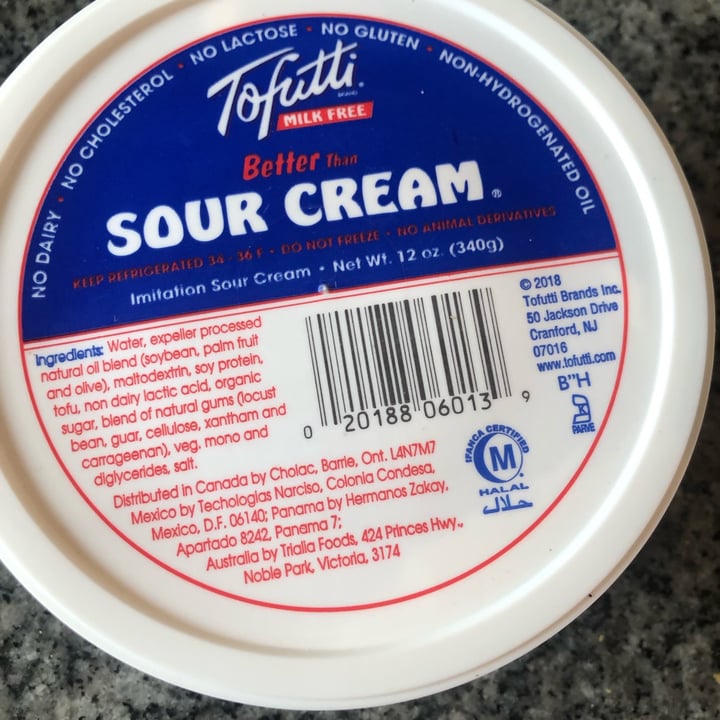 NO DAIRY • NO CHOLESTEROL • NO LACTOSE • NO GLUTEN • NON-HYDROGENATED OIL
Tofutti
BRAND
MILK FREE
Better Than
SOUR CREAM ®
KEEP REFRIGERATED 34 - 36 F • DO NOT FREEZE • NO ANIMAL DERIVATIVES
Imitation Sour Cream • Net Wt. 12 oz. (340g)
Ingredients: Water, expeller processed
natural oil blend (soybean, palm fruit
and olive), maltodextrin, soy protein,
tofu, non dairy lactic acid, organic
sugar, blend of natural gums (locust
bean, guar, cellulose, xantham and
carrageenan), veg. mono and
diglycerides, salt.
0 20188 06013 9
© 2018
Tofutti Brands Inc.
50 Jackson Drive
Cranford, NJ
07016
www.tofutti.com
B"H
K
PARVE
IFANCA CERTIFIED
M
HALAL
حلال
Distributed in Canada by Cholac, Barrie, Ont. L4N7M7
Mexico by Techologias Narciso, Colonia Condesa,
Mexico, D.F. 06140; Panama by Hermanos Zakay.
Apartado 8242, Panama 7;
Australia by Trialia Foods, 424 Princes Hwy.,
Noble Park, Victoria, 3174